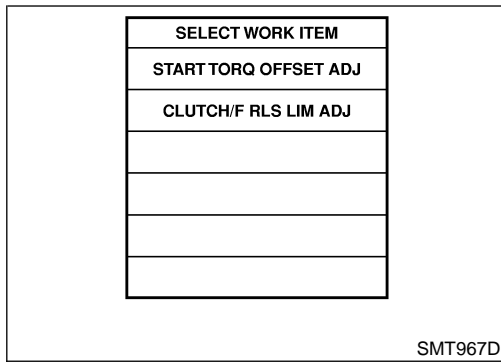 SELECT WORK ITEM
START TORQ OFFSET ADJ
CLUTCH/F RLS LIM ADJ
SMT967D